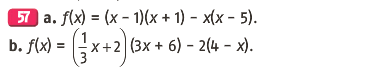 57 a. f(x) = (x – 1)(x + 1) – x(x – 5).
b. f(x) = (1/3 x + 2)(3x + 6) – 2(4 – x).